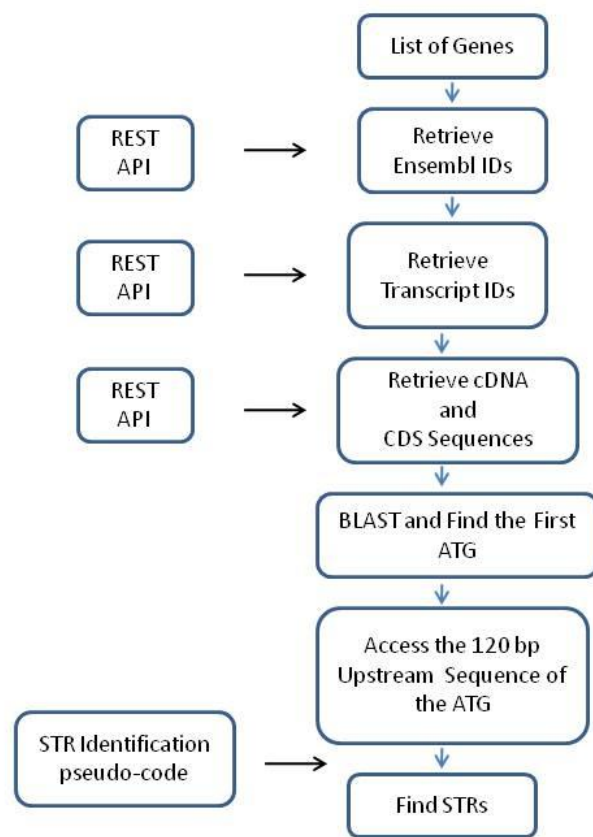 List of Genes
REST
API
Retrieve
Ensembl IDs
REST
API
Retrieve
Transcript IDs
REST
API
Retrieve cDNA
and
CDS Sequences
BLAST and Find the First
ATG
Access the 120 bp
Upstream Sequence of
the ATG
STR Identification
pseudo-code
Find STRs